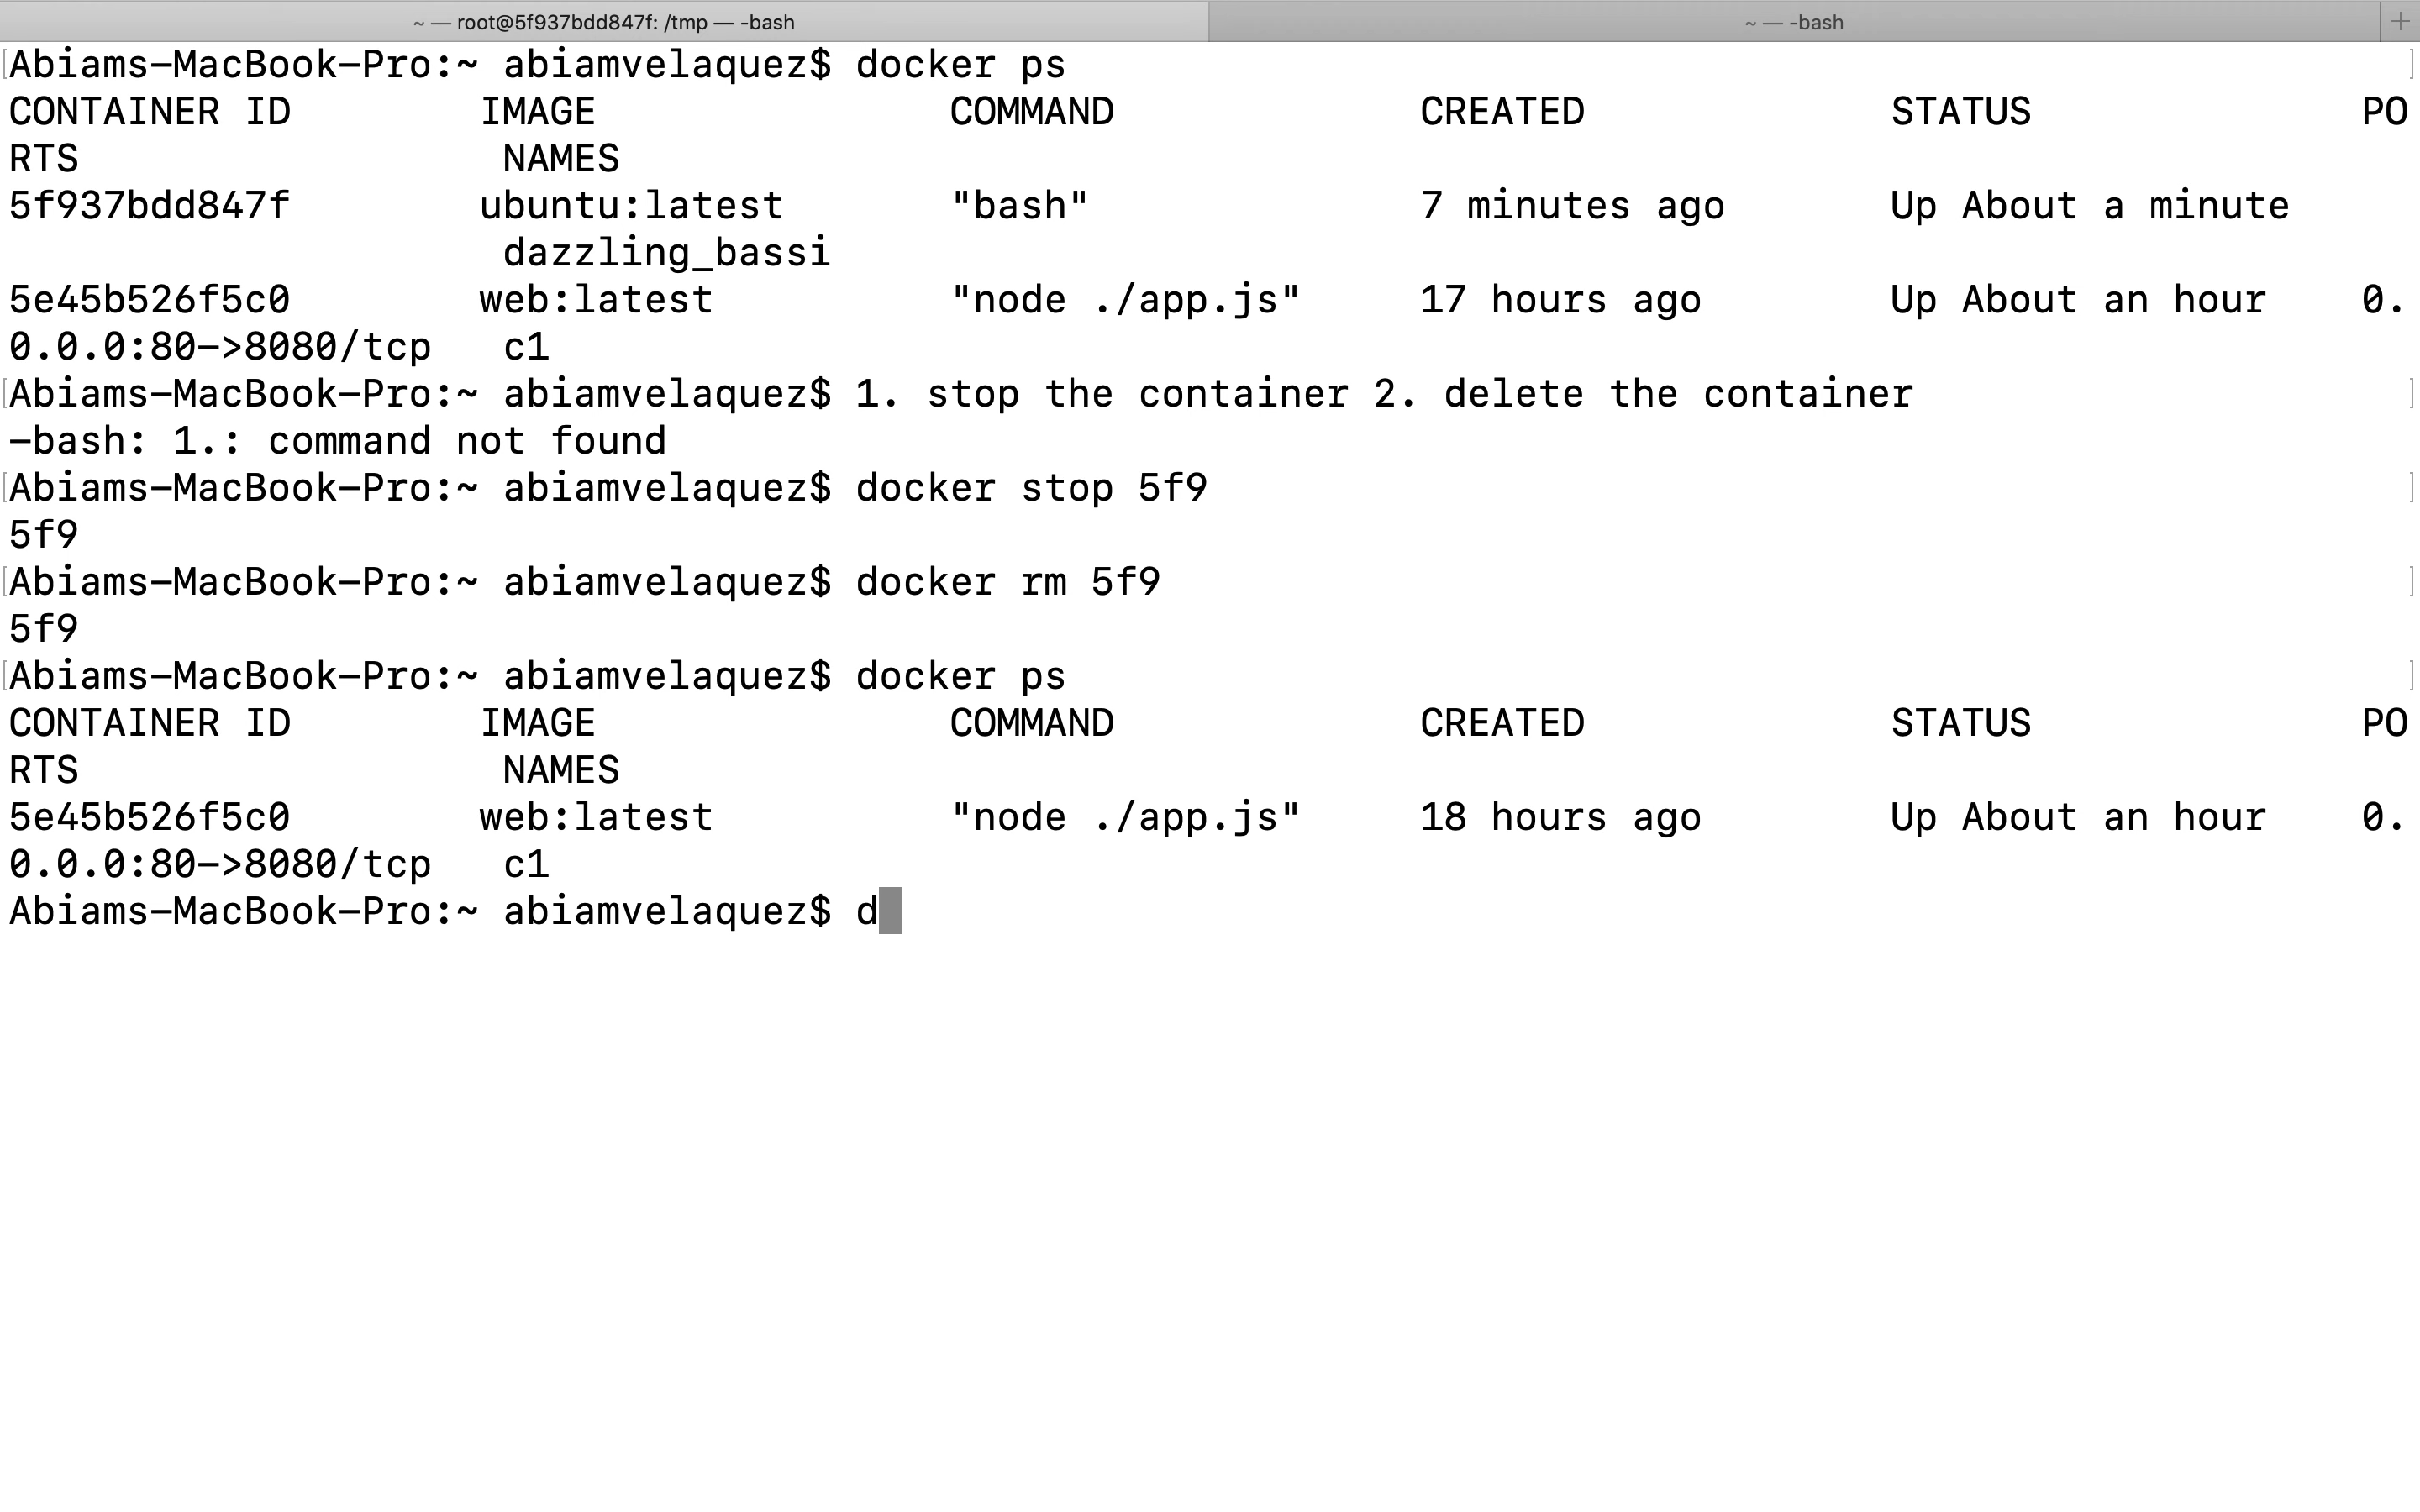 ~ — root@5f937bdd847f: /tmp — -bash ~ — -bash +
Abiams-MacBook-Pro:~ abiamvelaquez$ docker ps
CONTAINER ID        IMAGE               COMMAND             CREATED             STATUS              PO
RTS                  NAMES
5f937bdd847f        ubuntu:latest       "bash"              7 minutes ago       Up About a minute
                     dazzling_bassi
5e45b526f5c0        web:latest          "node ./app.js"     17 hours ago        Up About an hour    0.
0.0.0:80->8080/tcp   c1
Abiams-MacBook-Pro:~ abiamvelaquez$ 1. stop the container 2. delete the container
-bash: 1.: command not found
Abiams-MacBook-Pro:~ abiamvelaquez$ docker stop 5f9
5f9
Abiams-MacBook-Pro:~ abiamvelaquez$ docker rm 5f9
5f9
Abiams-MacBook-Pro:~ abiamvelaquez$ docker ps
CONTAINER ID        IMAGE               COMMAND             CREATED             STATUS              PO
RTS                  NAMES
5e45b526f5c0        web:latest          "node ./app.js"     18 hours ago        Up About an hour    0.
0.0.0:80->8080/tcp   c1
Abiams-MacBook-Pro:~ abiamvelaquez$ d